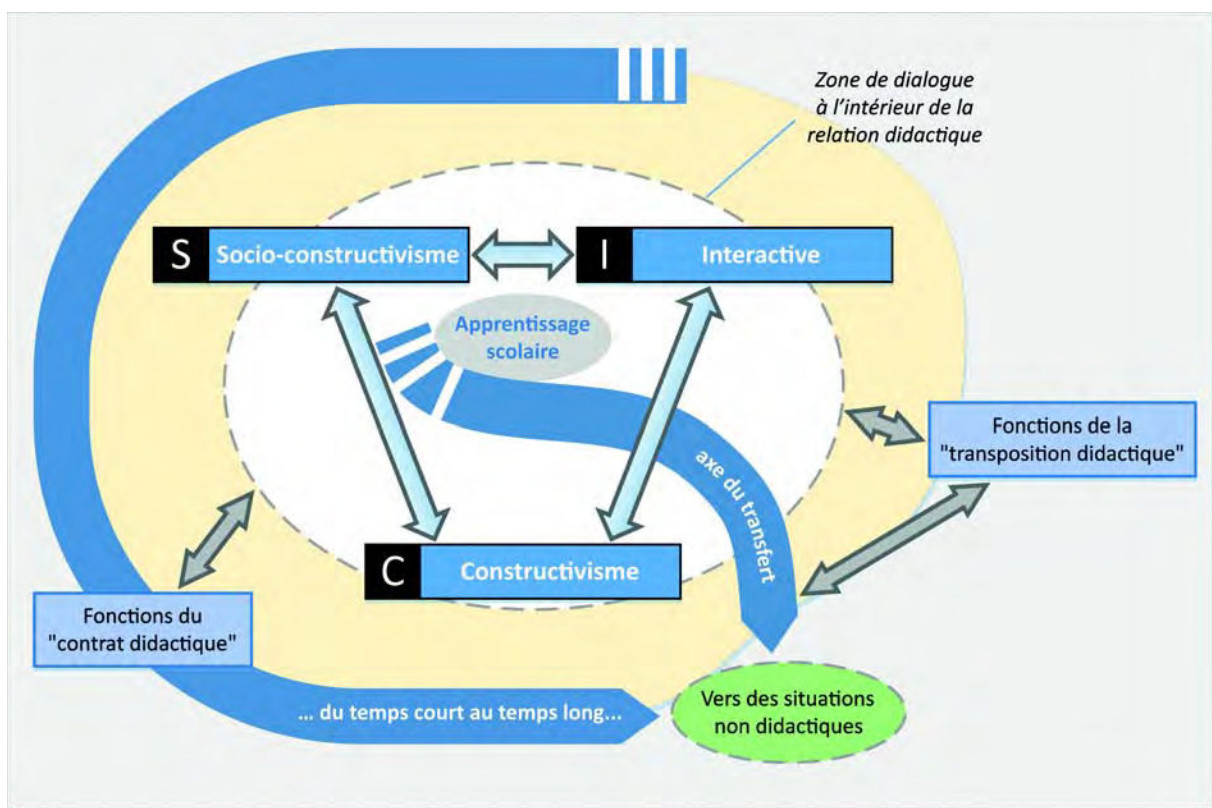 Zone de dialogue
à l'intérieur de la
relation didactique
S Socio-constructivisme
I Interactive
Apprentissage
scolaire
Fonctions de la
"transposition didactique"
axe du transfert
C Constructivisme
Fonctions du
"contrat didactique"
... du temps court au temps long...
Vers des situations
non didactiques